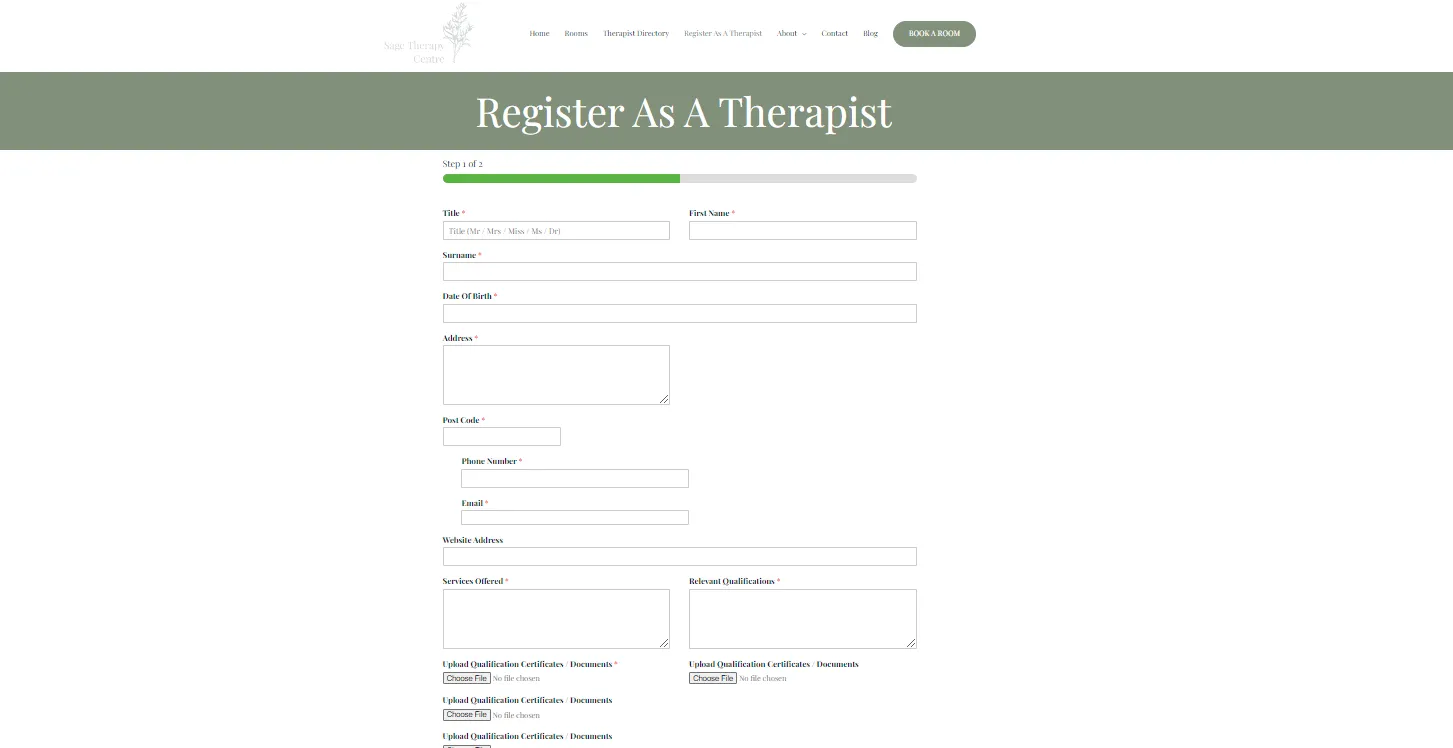 Sage Therapy
Centre
Home Rooms Therapist Directory Register As A Therapist About Contact Blog BOOK A ROOM
Register As A Therapist
Step 1 of 2
Title * First Name *
Title (Mr / Mrs / Miss / Ms / Dr)
Surname *
Date Of Birth *
Address *
Post Code *
Phone Number *
Email *
Website Address
Services Offered * Relevant Qualifications *
Upload Qualification Certificates / Documents * Upload Qualification Certificates / Documents
Choose File No file chosen Choose File No file chosen
Upload Qualification Certificates / Documents
Choose File No file chosen
Upload Qualification Certificates / Documents